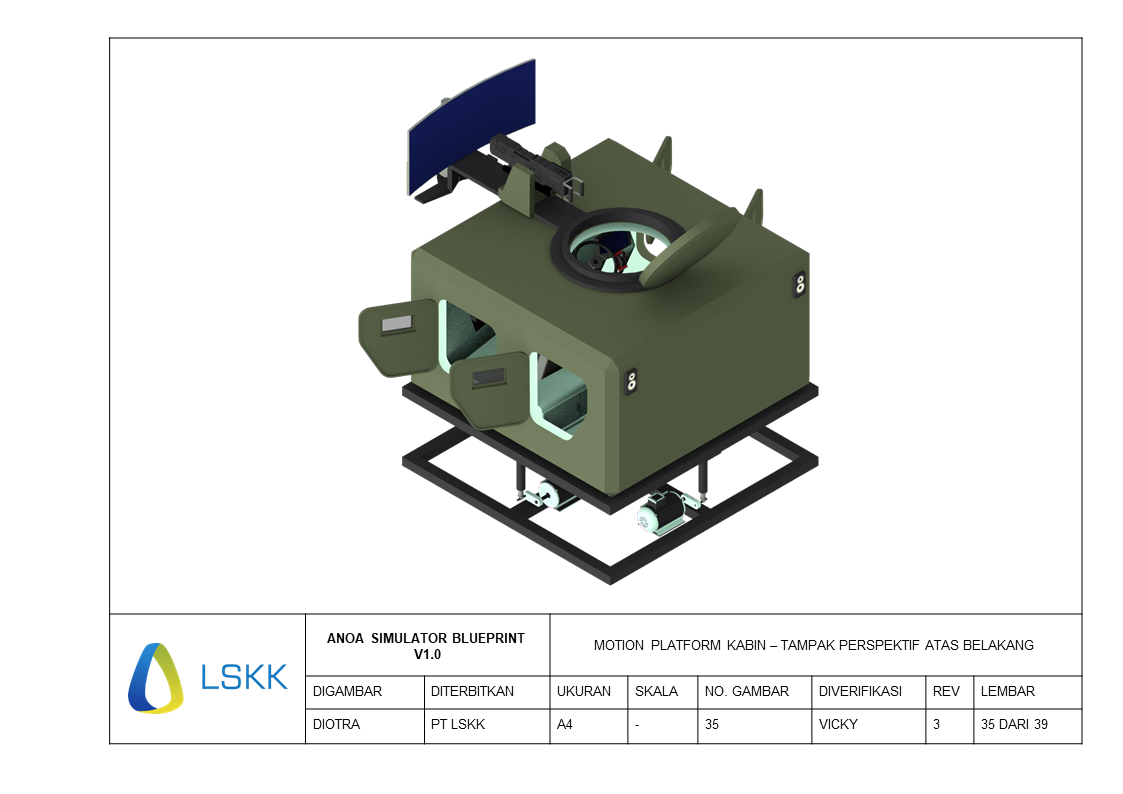 ANOA SIMULATOR BLUEPRINT
V1.0
MOTION PLATFORM KABIN – TAMPAK PERSPEKTIF ATAS BELAKANG
LSKK
DIGAMBAR DITERBITKAN UKURAN SKALA NO. GAMBAR DIVERIFIKASI REV LEMBAR
DIOTRA PT LSKK A4 - 35 VICKY 3 35 DARI 39